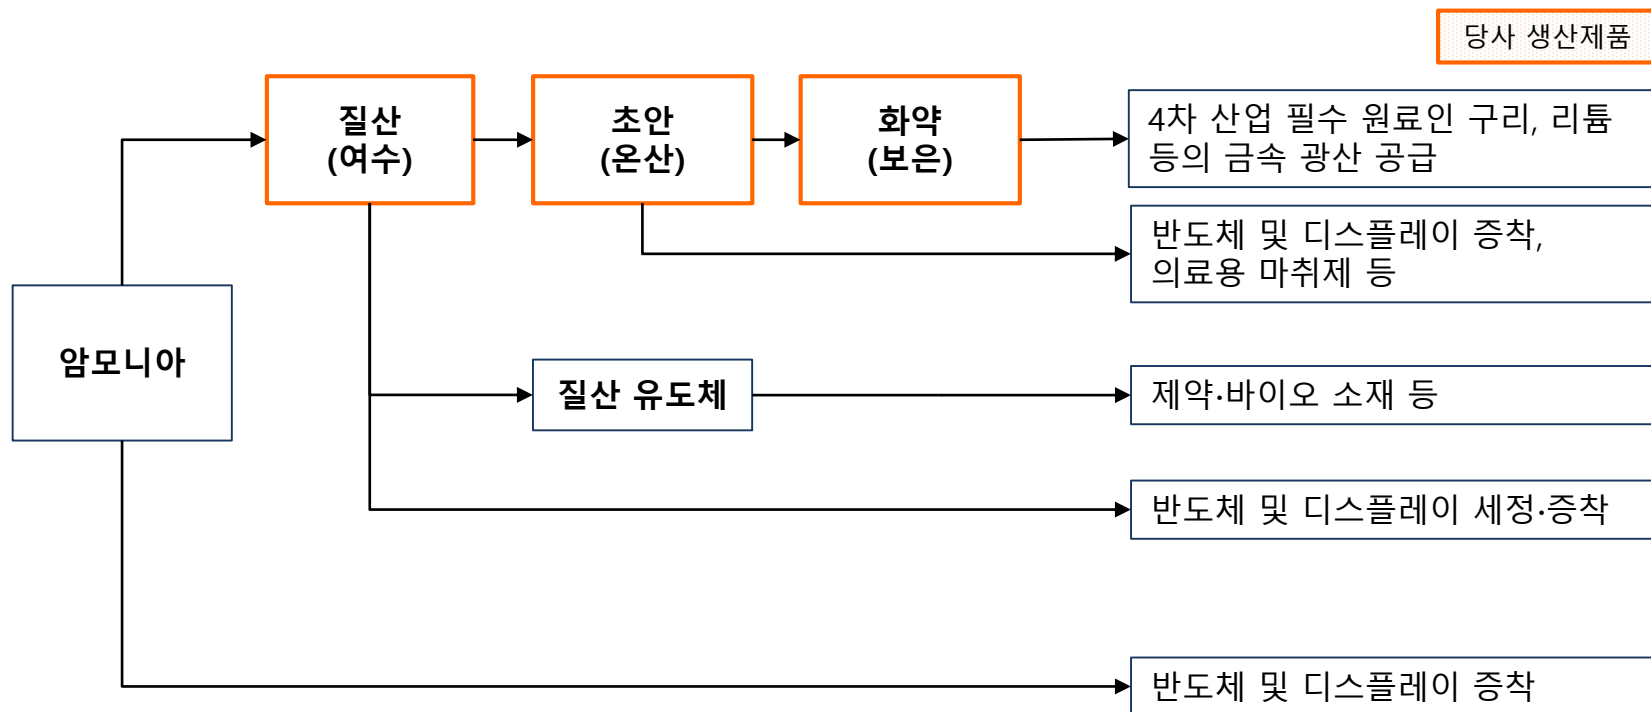 당사 생산제품
질산
(여수)
초안
(온산)
화약
(보은)
4차 산업 필수 원료인 구리, 리튬
등의 금속 광산 공급
반도체 및 디스플레이 증착,
의료용 마취제 등
암모니아
질산 유도체
제약·바이오 소재 등
반도체 및 디스플레이 세정·증착
반도체 및 디스플레이 증착